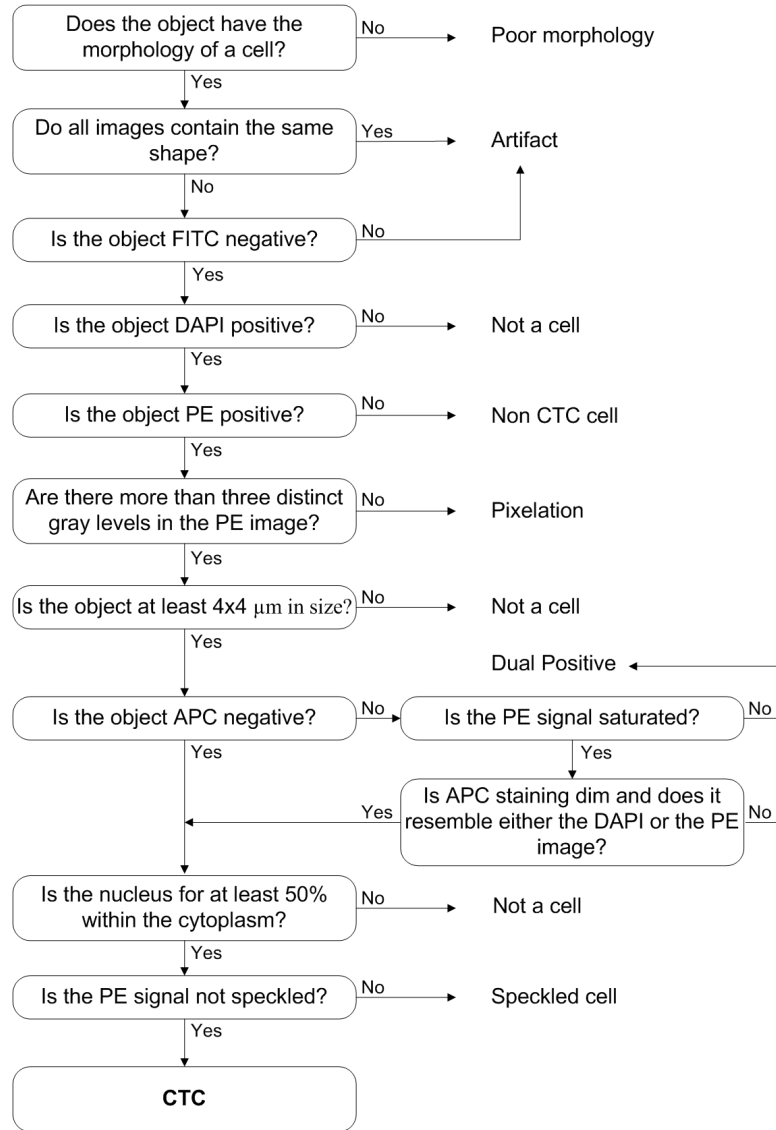 Does the object have the
morphology of a cell?
No
Poor morphology
Yes
Do all images contain the same
shape?
Yes
Artifact
No
Is the object FITC negative?
No
Yes
Is the object DAPI positive?
No
Not a cell
Yes
Is the object PE positive?
No
Non CTC cell
Yes
Are there more than three distinct
gray levels in the PE image?
No
Pixelation
Yes
Is the object at least 4x4 μm in size?
No
Not a cell
Yes
Dual Positive
Is the object APC negative?
No
Is the PE signal saturated?
No
Yes
Yes
Is APC staining dim and does it
resemble either the DAPI or the PE
image?
Yes
No
Is the nucleus for at least 50%
within the cytoplasm?
No
Not a cell
Yes
Is the PE signal not speckled?
No
Speckled cell
Yes
CTC